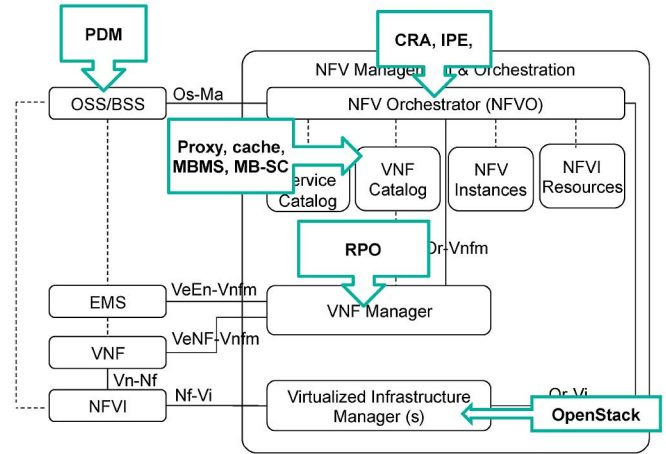 PDM
CRA, IPE,
NFV Manager & Orchestration
OSS/BSS
Os-Ma
NFV Orchestrator (NFVO)
Proxy, cache,
MBMS, MB-SC
Service
Catalog
VNF
Catalog
NFV
Instances
NFVI
Resources
RPO
Or-Vnfm
EMS
VeEn-Vnfm
VNF Manager
VNF
VeNF-Vnfm
Vn-Nf
NFVI
Nf-Vi
Virtualized Infrastructure
Manager (s)
Or-Vi
OpenStack